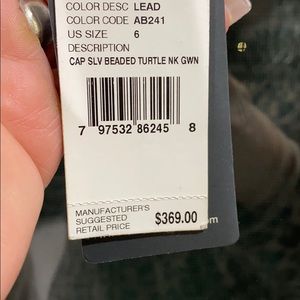 COLOR DESC LEAD
COLOR CODE AB241
US SIZE 6
DESCRIPTION
CAP SLV BEADED TURTLE NK GWN
7 97532 86245 8
MANUFACTURER'S
SUGGESTED
RETAIL PRICE $369.00
m